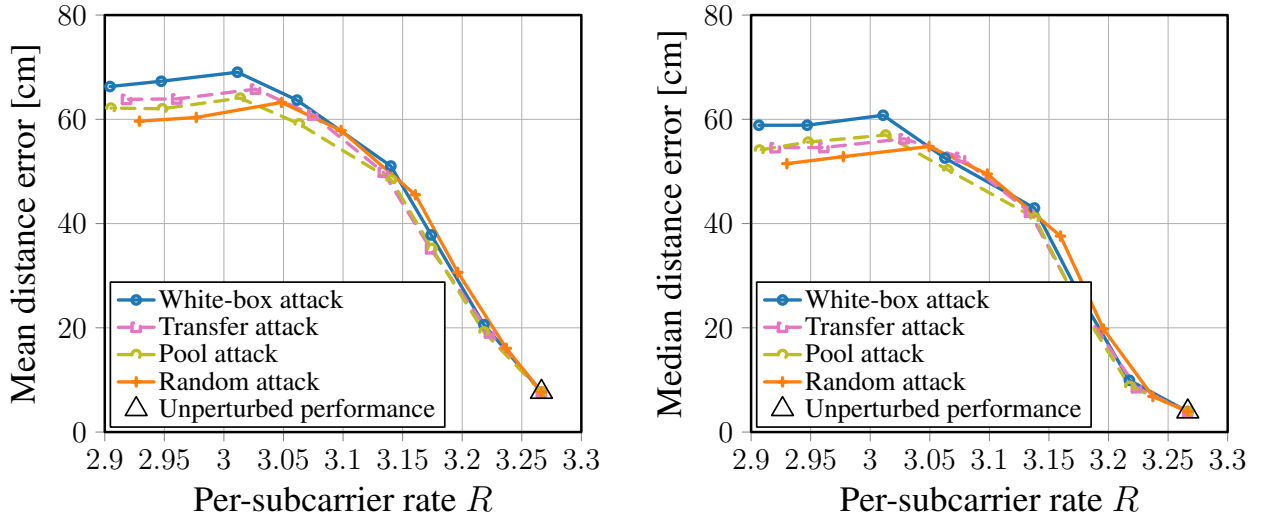 Mean distance error [cm]
80
60
40
20
0
White-box attack
Transfer attack
Pool attack
Random attack
Unperturbed performance
2.9 2.95 3 3.05 3.1 3.15 3.2 3.25 3.3
Per-subcarrier rate R
Median distance error [cm]
80
60
40
20
0
White-box attack
Transfer attack
Pool attack
Random attack
Unperturbed performance
2.9 2.95 3 3.05 3.1 3.15 3.2 3.25 3.3
Per-subcarrier rate R